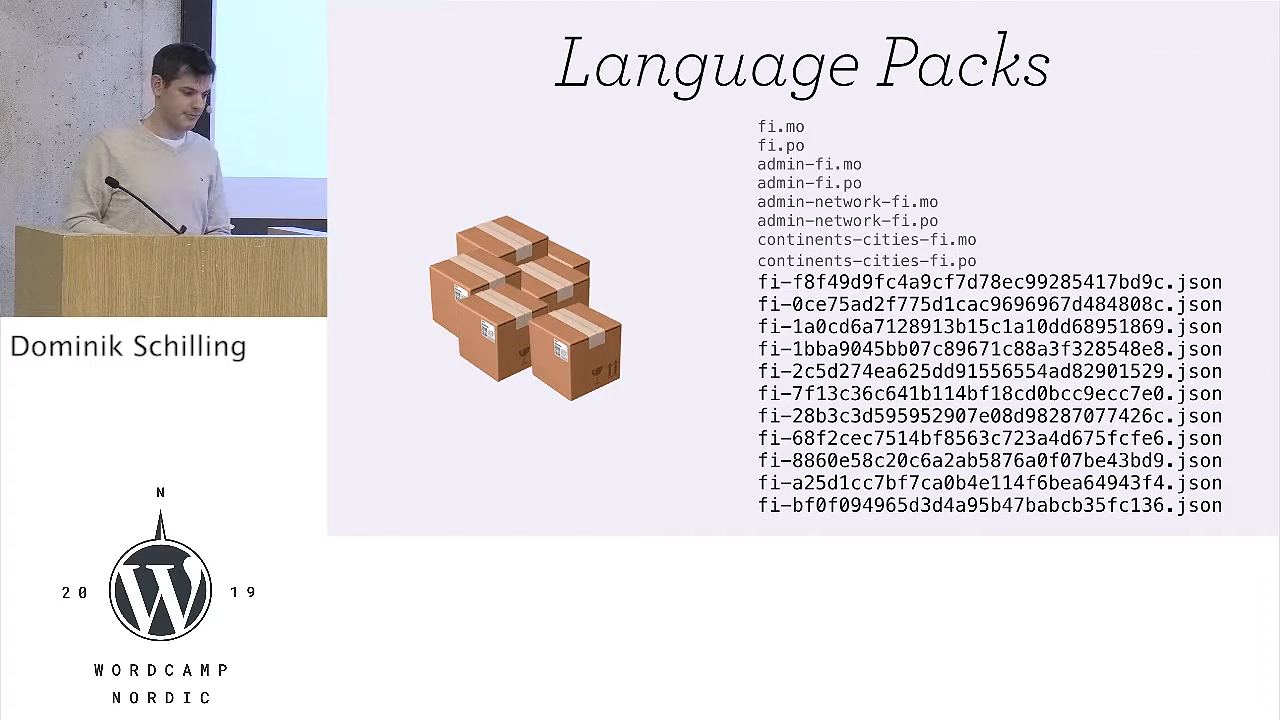 Language Packs
fi.mo
fi.po
admin-fi.mo
admin-fi.po
admin-network-fi.mo
admin-network-fi.po
continents-cities-fi.mo
continents-cities-fi.po
fi-f8f49d9fc4a9cf7d78ec99285417bd9c.json
fi-0ce75ad2f775d1cac9696967d484808c.json
fi-1a0cd6a7128913b15c1a10dd68951869.json
fi-1bba9045bb07c89671c88a3f328548e8.json
fi-2c5d274ea625dd91556554ad82901529.json
fi-7f13c36c641b114bf18cd0bcc9ecc7e0.json
fi-28b3c3d595952907e08d98287077426c.json
fi-68f2cec7514bf8563c723a4d675fcfe6.json
fi-8860e58c20c6a2ab5876a0f07be43bd9.json
fi-a25d1cc7bf7ca0b4e114f6bea64943f4.json
fi-bf0f094965d3d4a95b47babcb35fc136.json
Dominik Schilling
N
20 19
WORDCAMP
NORDIC